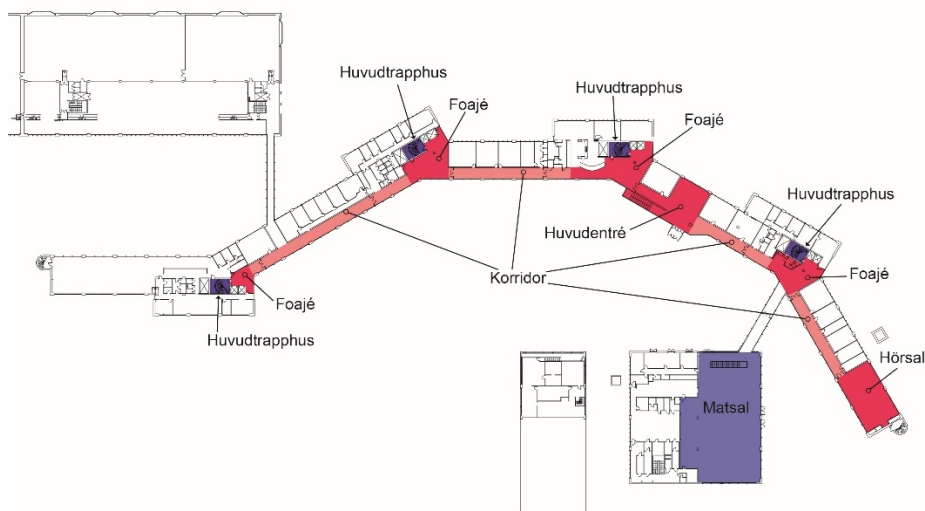 Huvudtrapphus
Foajé
Huvudtrapphus
Foajé
Huvudtrapphus
Huvudentré
Korridor
Foajé
Foajé
Huvudtrapphus
Hörsal
Matsal